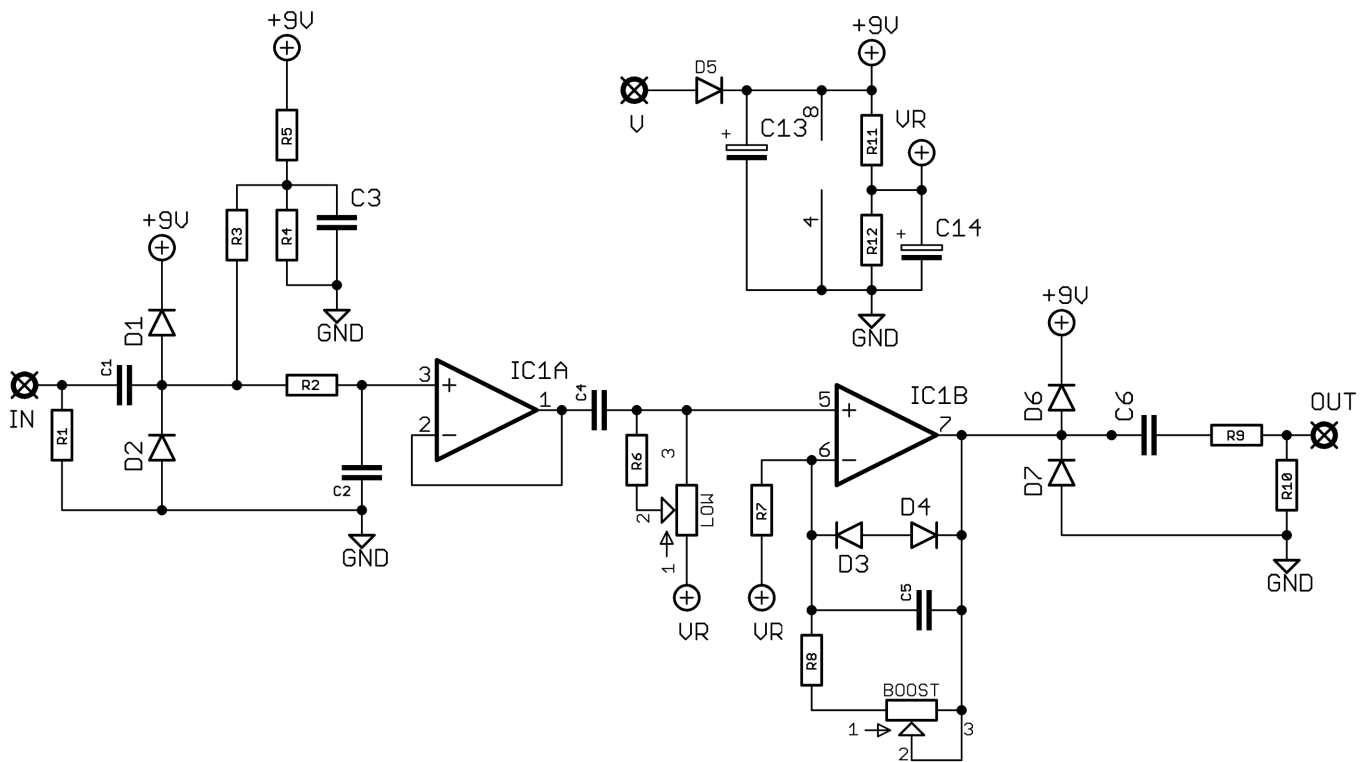 +9V
R5
C3
R3
R4
+9V
GND
D1
C1
IN
R1
D2
R2
C2
GND
3
+
2
−
1
IC1A
C4
V
D5
+
C13
8
4
+9V
R11
VR
R12
+
C14
GND
R6
3
2
LOW
1
VR
R7
VR
5
+
6
−
7
IC1B
D3
D4
C5
R8
BOOST
1
2
3
+9V
D6
D7
C6
R9
OUT
R10
GND